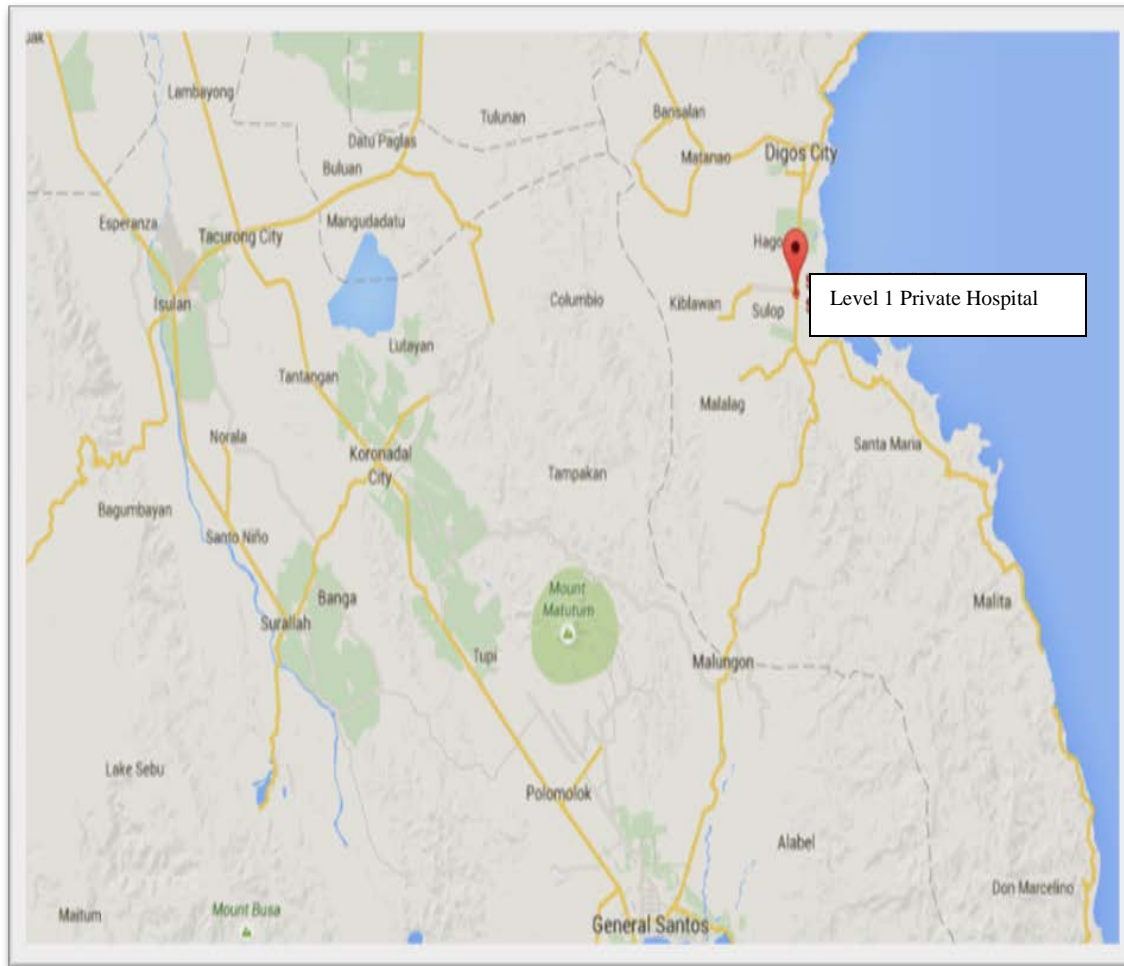 Lambayong
Tulunan
Bansalan
Datu Paglas
Matanao
Digos City
Buluan
Esperanza
Tacurong City
Mangudadatu
Isulan
Columbio
Kiblawan
Sulop
Level 1 Private Hospital
Lutayan
Tantangan
Malalag
Norala
Koronadal
City
Santa Maria
Tampakan
Bagumbayan
Santo Niño
Mount
Matutum
Banga
Malita
Surallah
Tupi
Malungon
Lake Sebu
Polomolok
Alabel
Don Marcelino
Maitum
Mount Busa
General Santos